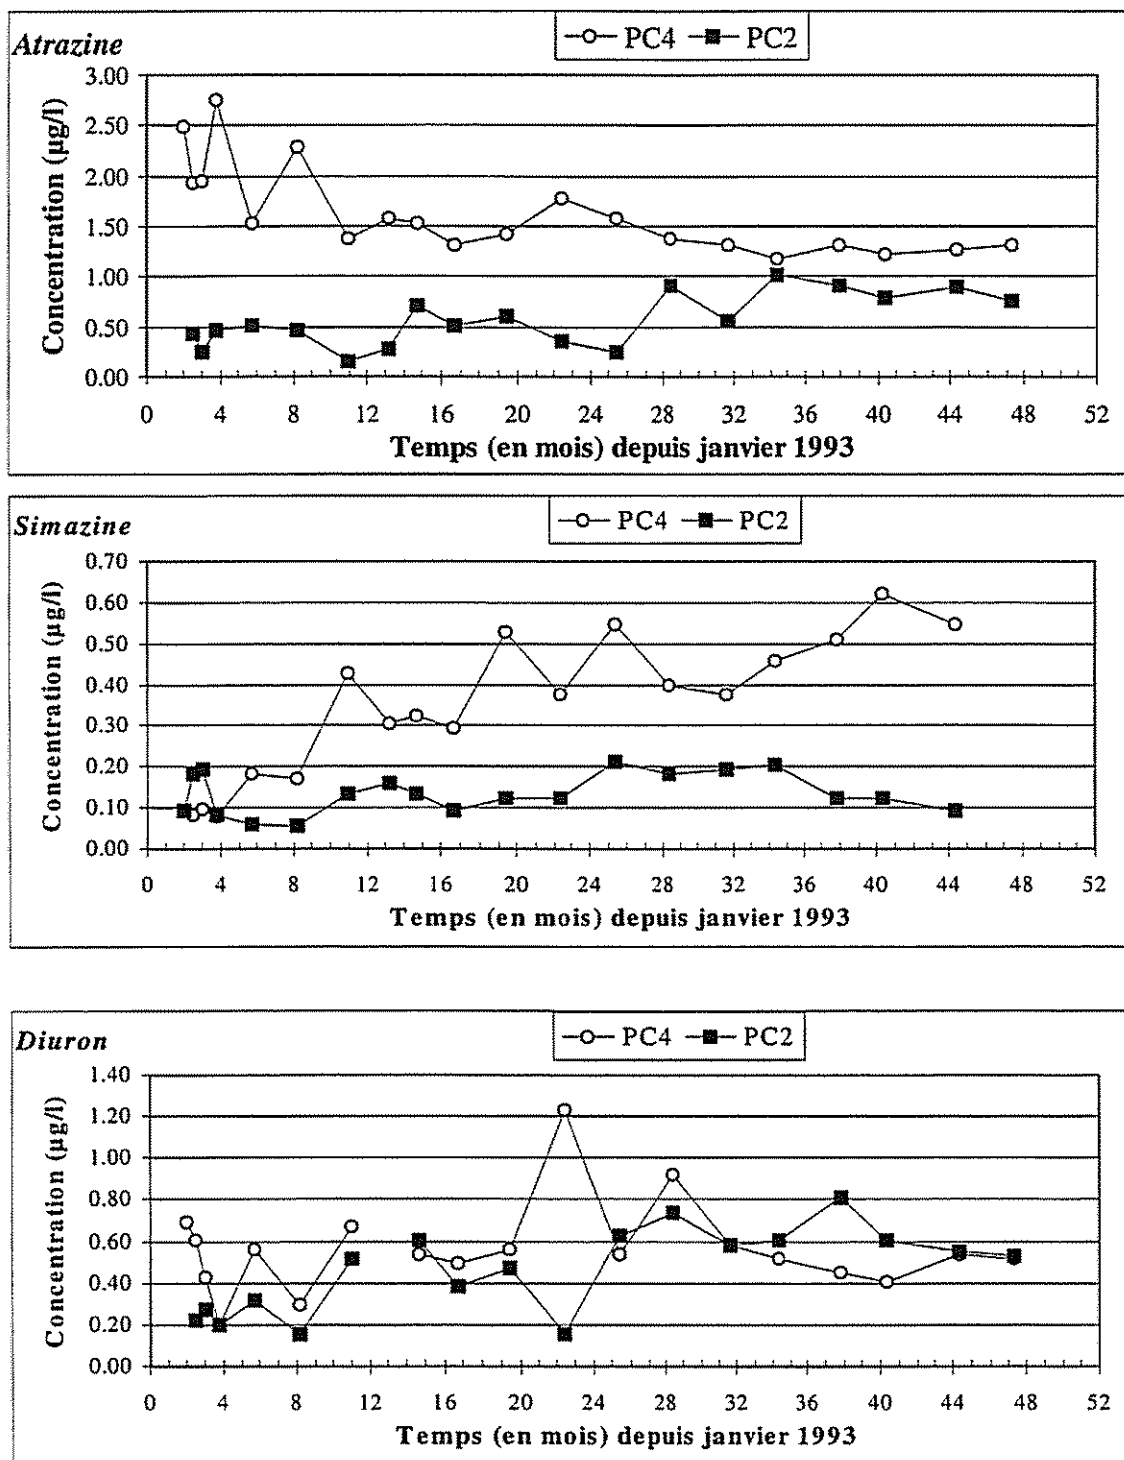 Atrazine
PC4 PC2
3.00
2.50
2.00
1.50
1.00
0.50
0.00
Concentration (µg/l)
0 4 8 12 16 20 24 28 32 36 40 44 48 52
Temps (en mois) depuis janvier 1993
Simazine
PC4 PC2
0.70
0.60
0.50
0.40
0.30
0.20
0.10
0.00
Concentration (µg/l)
0 4 8 12 16 20 24 28 32 36 40 44 48 52
Temps (en mois) depuis janvier 1993
Diuron
PC4 PC2
1.40
1.20
1.00
0.80
0.60
0.40
0.20
0.00
Concentration (µg/l)
0 4 8 12 16 20 24 28 32 36 40 44 48 52
Temps (en mois) depuis janvier 1993